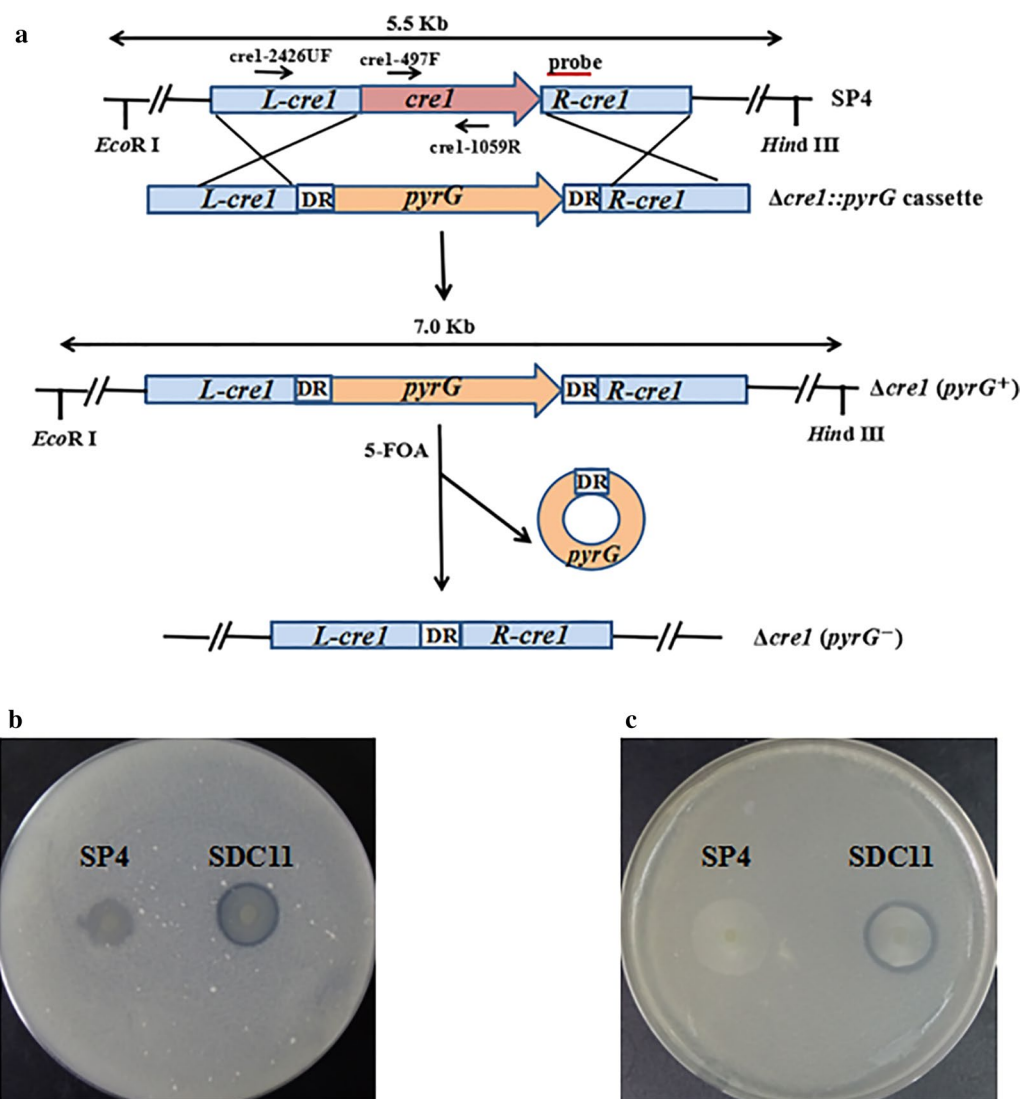 a
5.5 Kb
cre1-2426UF
cre1-497F
probe
L-cre1
cre1
R-cre1
SP4
EcoR I
cre1-1059R
Hind III
L-cre1
DR
pyrG
DR
R-cre1
Δcre1::pyrG cassette
7.0 Kb
L-cre1
DR
pyrG
DR
R-cre1
Δcre1 (pyrG⁺)
EcoR I
Hind III
5-FOA
DR
pyrG
L-cre1
DR
R-cre1
Δcre1 (pyrG⁻)
b
c
SP4
SDC11
SP4
SDC11